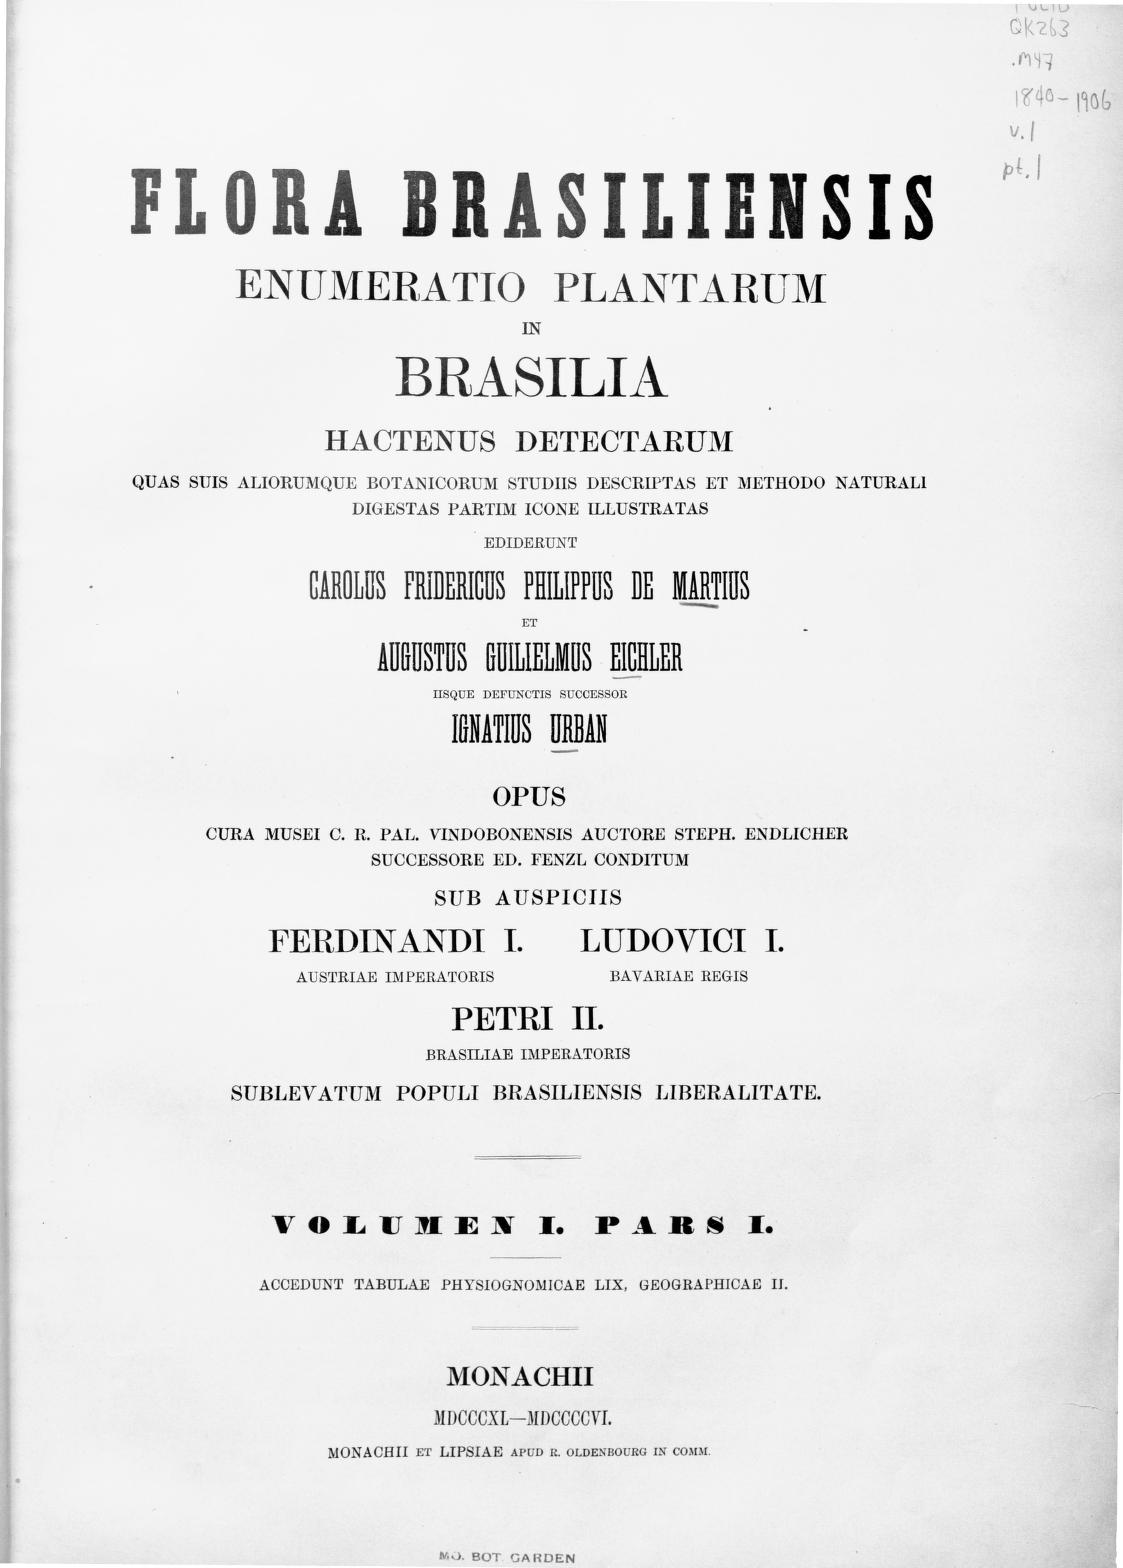 QK263
.M47
1840-1906
v.1
pt.1
FLORA BRASILIENSIS
ENUMERATIO PLANTARUM
IN
BRASILIA
HACTENUS DETECTARUM
QUAS SUIS ALIORUMQUE BOTANICORUM STUDIIS DESCRIPTAS ET METHODO NATURALI
DIGESTAS PARTIM ICONE ILLUSTRATAS
EDIDERUNT
CAROLUS FRIDERICUS PHILIPPUS DE MARTIUS
ET
AUGUSTUS GUILIELMUS EICHLER
IISQUE DEFUNCTIS SUCCESSOR
IGNATIUS URBAN
OPUS
CURA MUSEI C. R. PAL. VINDOBONENSIS AUCTORE STEPH. ENDLICHER
SUCCESSORE ED. FENZL CONDITUM
SUB AUSPICIIS
FERDINANDI I. LUDOVICI I.
AUSTRIAE IMPERATORIS BAVARIAE REGIS
PETRI II.
BRASILIAE IMPERATORIS
SUBLEVATUM POPULI BRASILIENSIS LIBERALITATE.
VOLUMEN I. PARS I.
ACCEDUNT TABULAE PHYSIOGNOMICAE LIX, GEOGRAPHICAE II.
MONACHII
MDCCCXL—MDCCCCVI.
MONACHII ET LIPSIAE APUD R. OLDENBOURG IN COMM.
MO. BOT. GARDEN